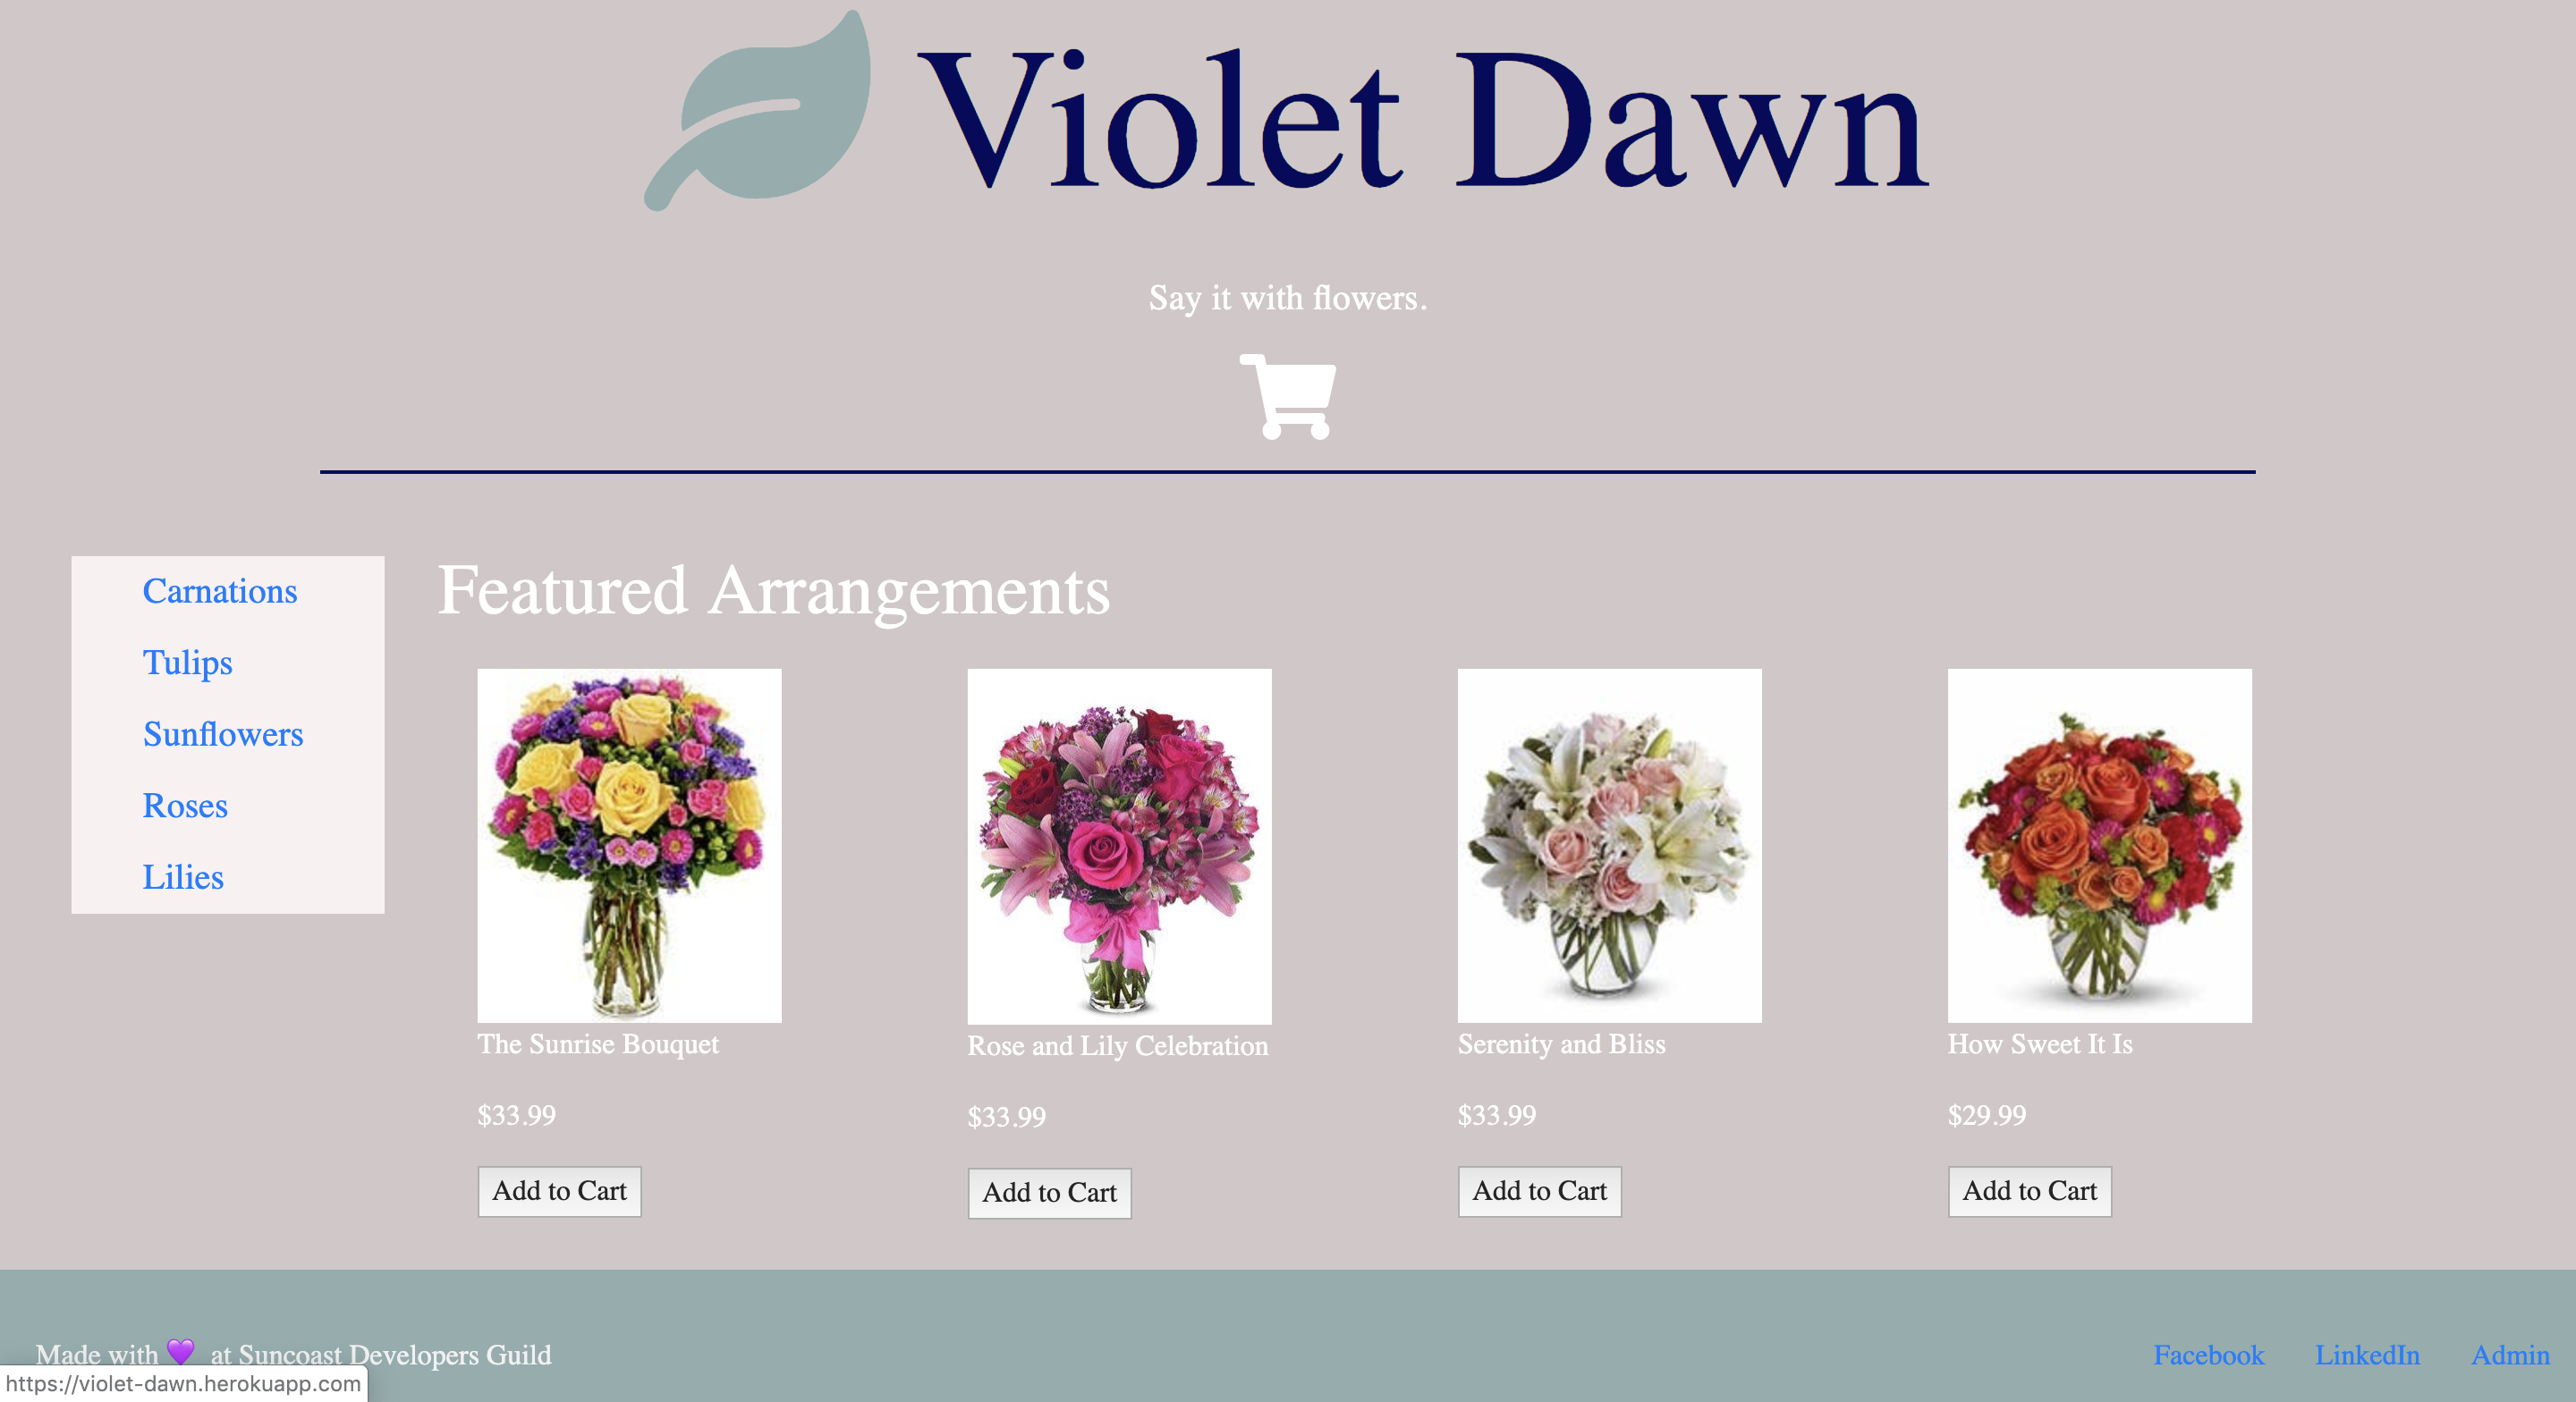 Violet Dawn
Say it with flowers.
Carnations
Tulips
Sunflowers
Roses
Lilies
Featured Arrangements
The Sunrise Bouquet
$33.99
Add to Cart
Rose and Lily Celebration
$33.99
Add to Cart
Serenity and Bliss
$33.99
Add to Cart
How Sweet It Is
$29.99
Add to Cart
Made with 💜 at Suncoast Developers Guild
Facebook LinkedIn Admin
https://violet-dawn.herokuapp.com